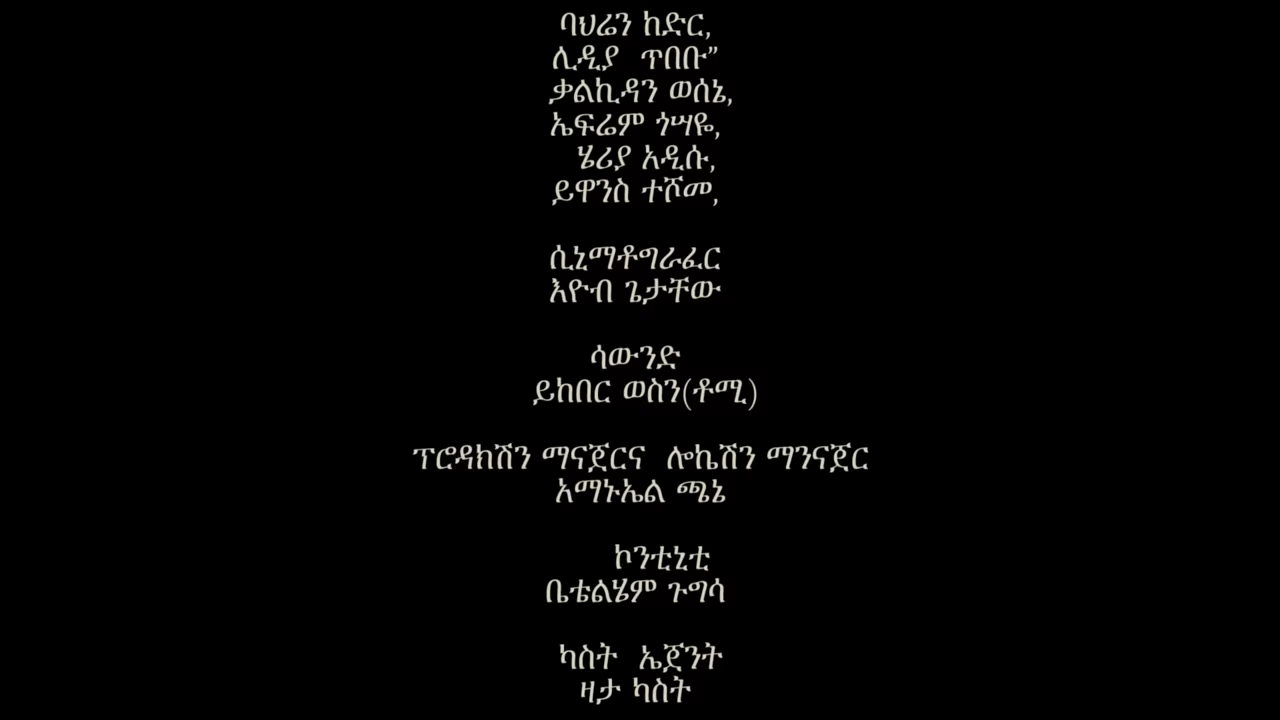 ባህሬን ከድር,
ሊዲያ ጥበቡ”
ቃልኪዳን ወሰኔ,
ኤፍሬም ጎሣዬ,
ሄሪያ አዲሱ,
ይዋንስ ተሾመ,
ሲኒማቶግራፈር
እዮብ ጌታቸው
ሳውንድ
ይከበር ወስን(ቶሚ)
ፕሮዳክሽን ማናጀርና ሎኬሽን ማንናጀር
አማኑኤል ጫኔ
ኮንቲኒቲ
ቤቴልሄም ጉግሳ
ካስት ኤጀንት
ዛታ ካስት